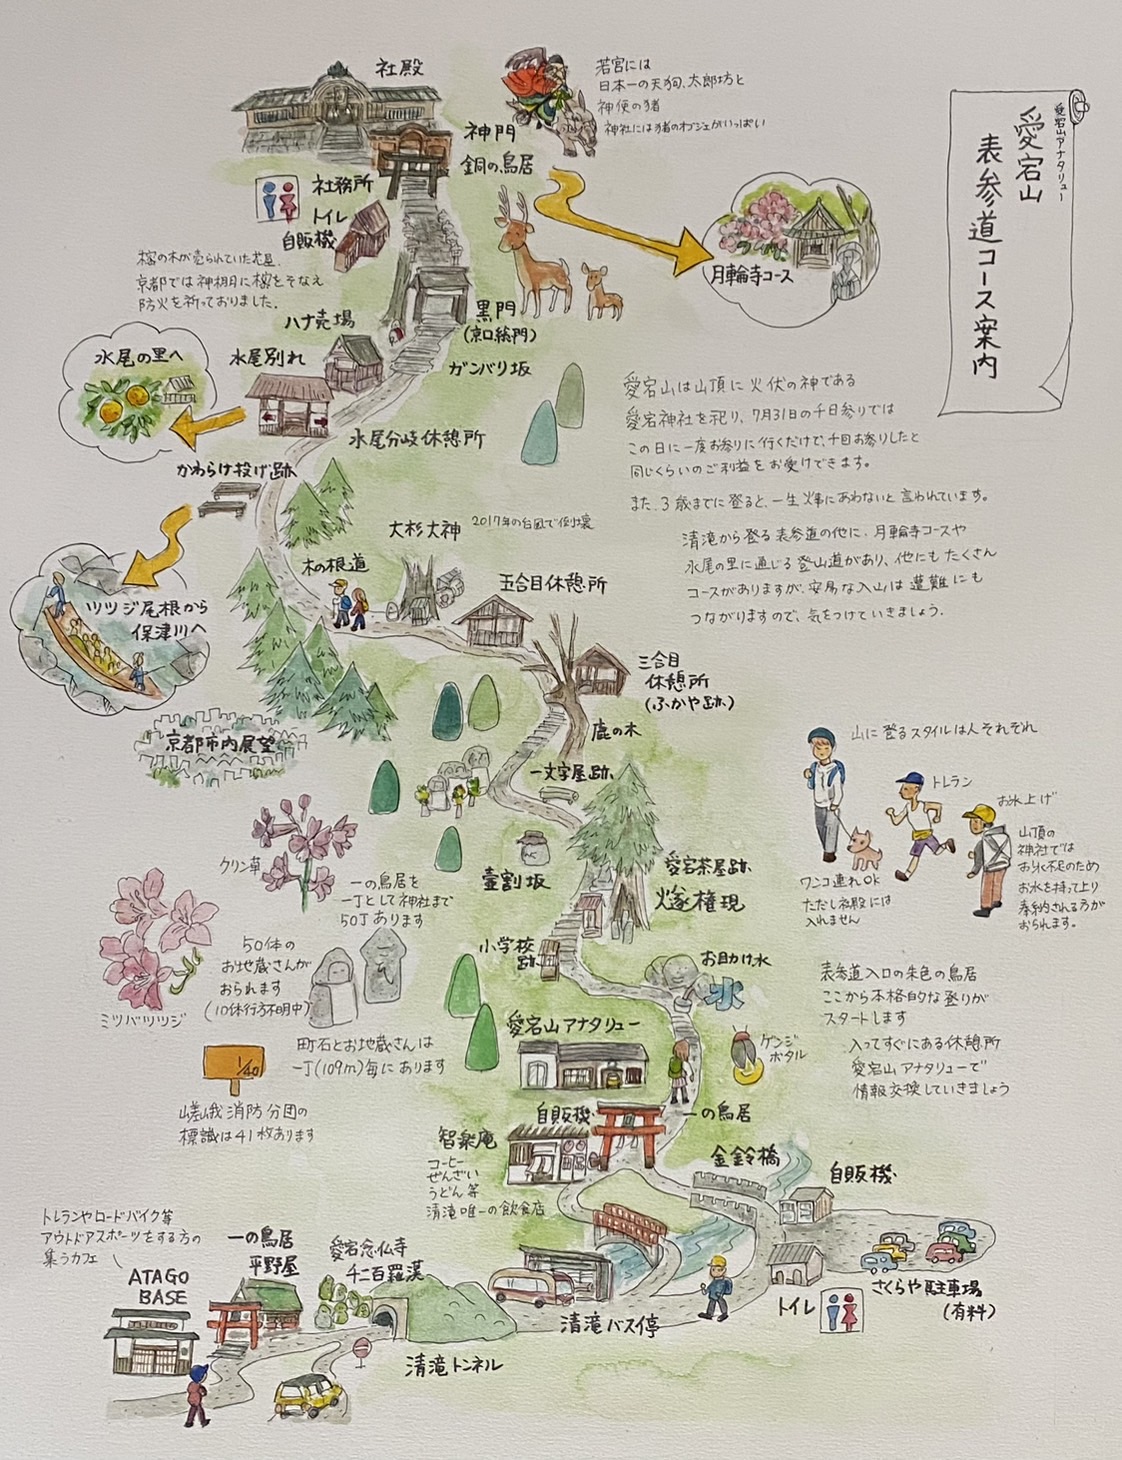 愛宕山アナタリュー
愛宕山
表参道コース案内
社殿
若宮には
日本一の天狗、太郎坊と
神使の猪
神社には猪のオブジェがいっぱい
神門
銅の鳥居
社務所
トイレ
自販機
月輪寺コース
樒の木が売られていた花屋。
京都では神棚に樒をそなえ
防火を祈っておりました。
黒門
(京口総門)
ハナ売場
ガンバリ坂
水尾の里へ
水尾別れ
水尾分岐休憩所
愛宕山は山頂に火伏の神である
愛宕神社を祀り、7月31日の千日参りでは
この日に一度お参りに行くだけで、千日お参りしたと
同じくらいのご利益をお受けできます。
また、3歳までに登ると、一生火事にあわないと言われています。
清滝から登る表参道の他に、月輪寺コースや
水尾の里に通じる登山道があり、他にもたくさん
コースがありますが、安易な入山は遭難にも
つながりますので、気をつけていきましょう。
かわらけ投げ跡
大杉大神
2017年の台風で倒壊
木の根道
五合目休憩所
ツツジ尾根から
保津川へ
三合目
休憩所
(ふかや跡)
京都市内展望
鹿の木
一文字屋跡
山に登るスタイルは人それぞれ
トレラン
お水上げ
ワンコ連れOK
ただし社殿には
入れません
山頂の
神社では
お水不足のため
お水を持って上り
奉納される方が
おられます。
クリン草
壺割坂
愛宕茶屋跡
火燧権現
一の鳥居を
一丁として神社まで
50丁あります
50体の
お地蔵さんが
おられます
(10体行方不明中)
ミツバツツジ
小学校
跡
お助け水
水
表参道入口の朱色の鳥居
ここから本格的な登りが
スタートします
入ってすぐにある休憩所
愛宕山アナタリューで
情報交換していきましょう
愛宕山アナタリュー
町石とお地蔵さんは
一丁(109m)毎にあります
ゲンジ
ボタル
1/40
嵯峨消防分団の
標識は41枚あります
自販機
一の鳥居
智衆庵
コーヒー
ぜんざい
うどん等
清滝唯一の飲食店
金鈴橋
自販機
トレランやロードバイク等
アウトドアスポーツをする方の
集うカフェ
ATAGO
BASE
一の鳥居
平野屋
愛宕念仏寺
千二百羅漢
清滝トンネル
清滝バス停
トイレ
さくらや駐車場
(有料)